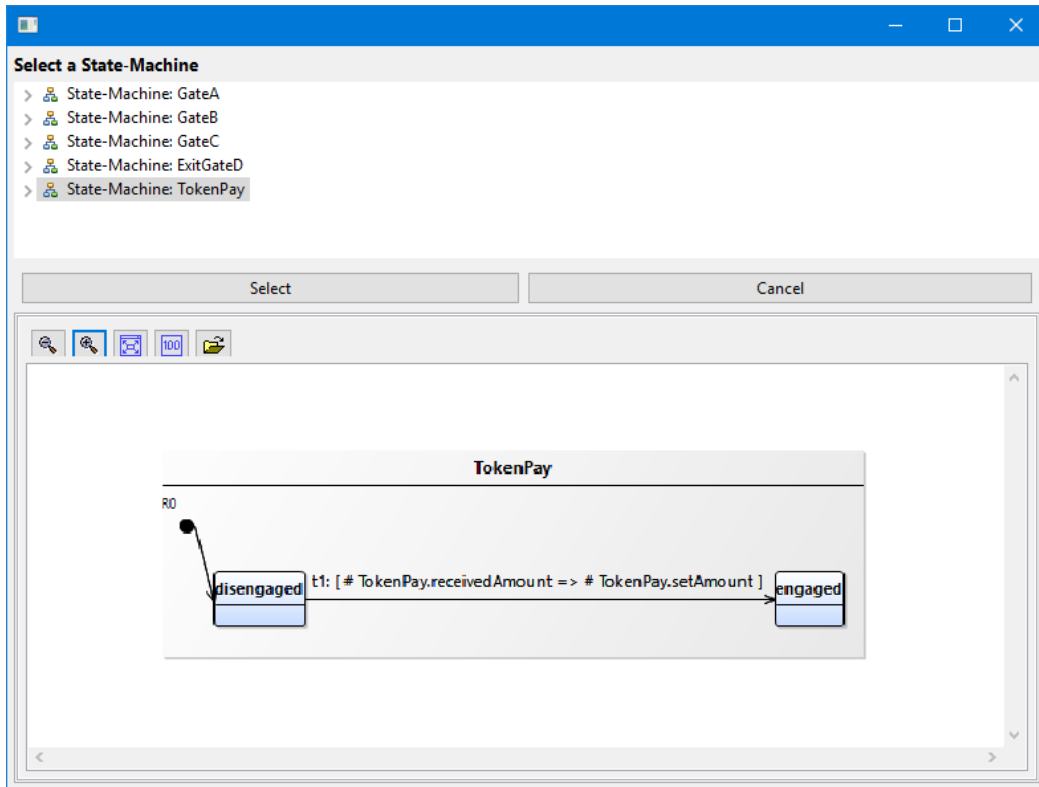 Select a State-Machine
State-Machine: GateA
State-Machine: GateB
State-Machine: GateC
State-Machine: ExitGateD
State-Machine: TokenPay
Select Cancel
100
TokenPay
R0
disengaged t1: [ # TokenPay.receivedAmount => # TokenPay.setAmount ] engaged